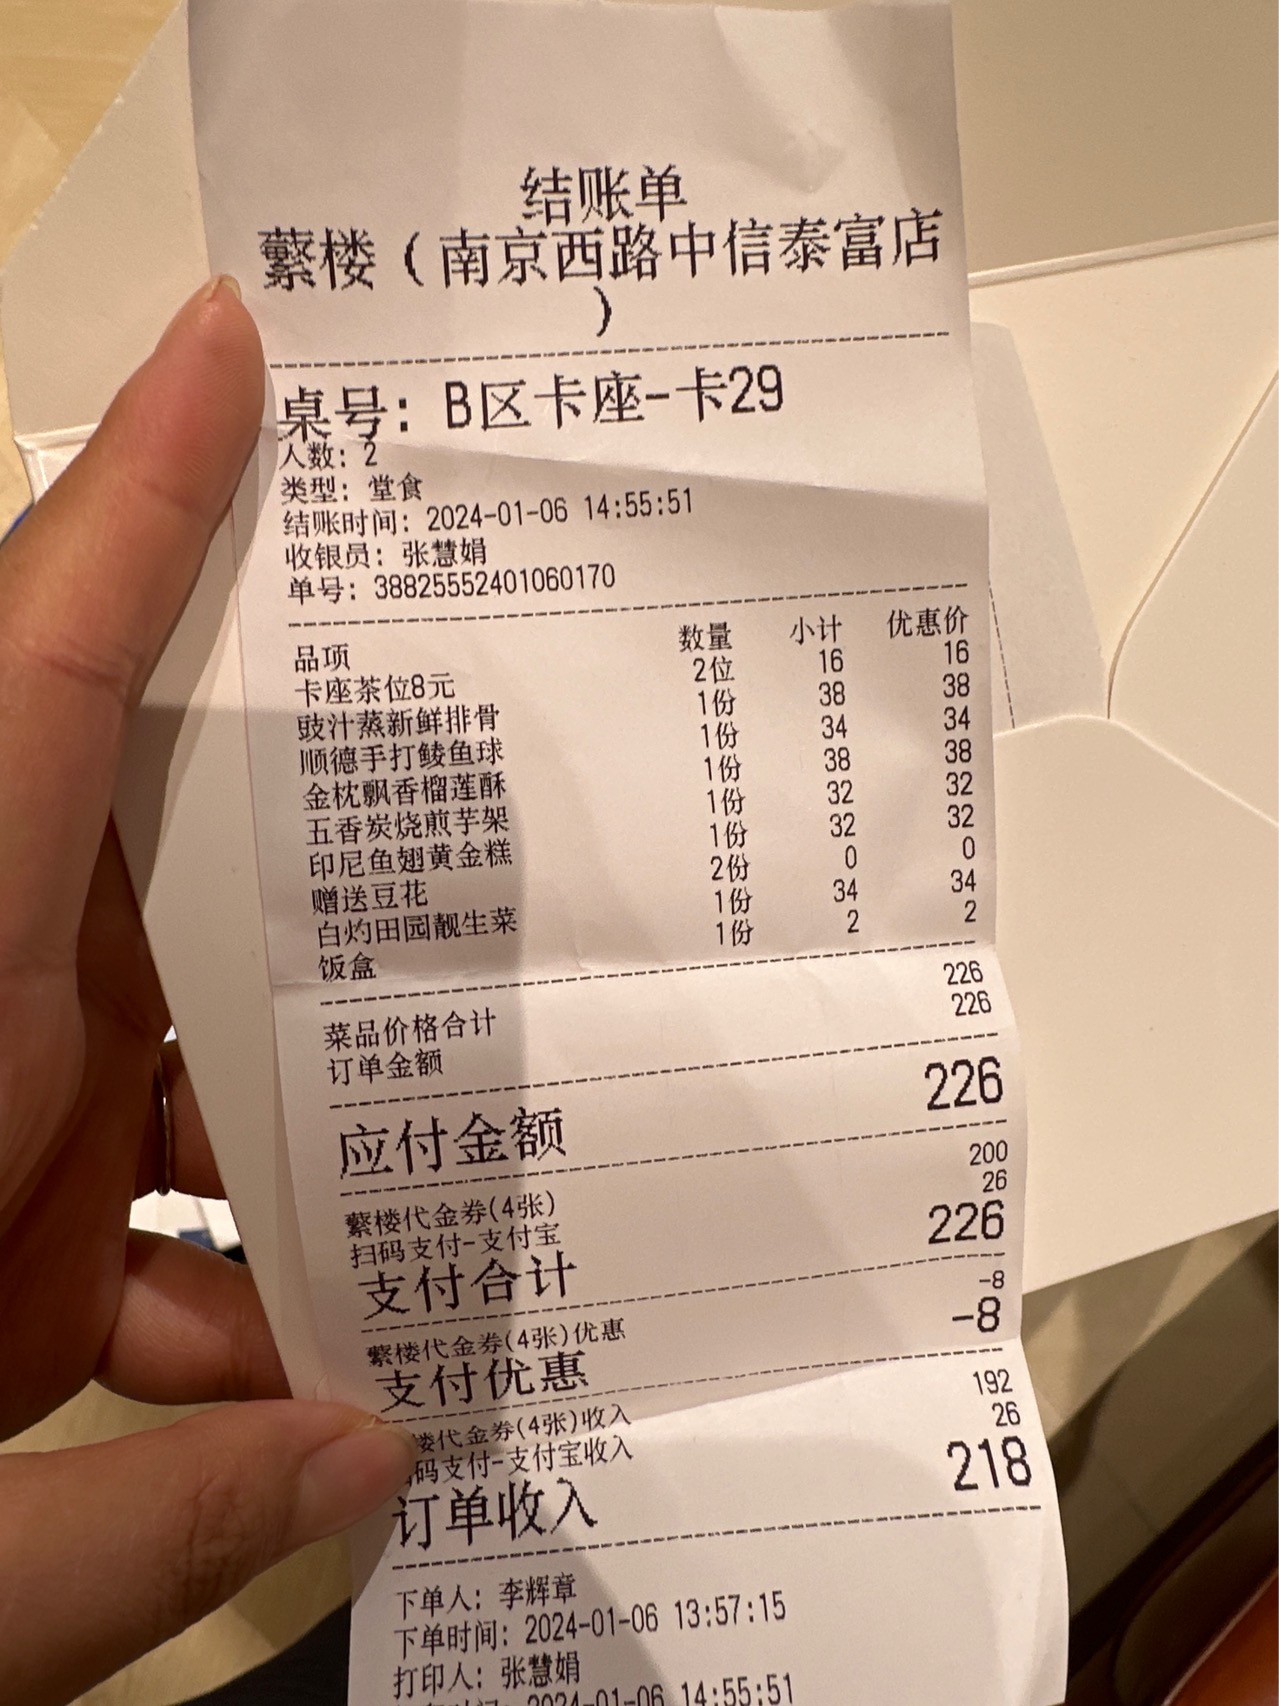 结账单
蘩楼（南京西路中信泰富店
）
桌号：B区卡座-卡29
人数：2
类型：堂食
结账时间：2024-01-06 14:55:51
收银员：张慧娟
单号：38825552401060170
品项 数量 小计 优惠价
卡座茶位8元 2位 16 16
豉汁蒸新鲜排骨 1份 38 38
顺德手打鲮鱼球 1份 34 34
金枕飘香榴莲酥 1份 38 38
五香炭烧煎芋架 1份 32 32
印尼鱼翅黄金糕 1份 32 32
赠送豆花 2份 0 0
白灼田园靓生菜 1份 34 34
饭盒 1份 2 2
菜品价格合计 226
订单金额 226
应付金额 226
蘩楼代金券(4张) 200
扫码支付-支付宝 26
支付合计 226
蘩楼代金券(4张)优惠 -8
支付优惠 -8
楼代金券(4张)收入 192
码支付-支付宝收入 26
订单收入 218
下单人：李辉章
下单时间：2024-01-06 13:57:15
打印人：张慧娟
2024-01-06 14:55:51